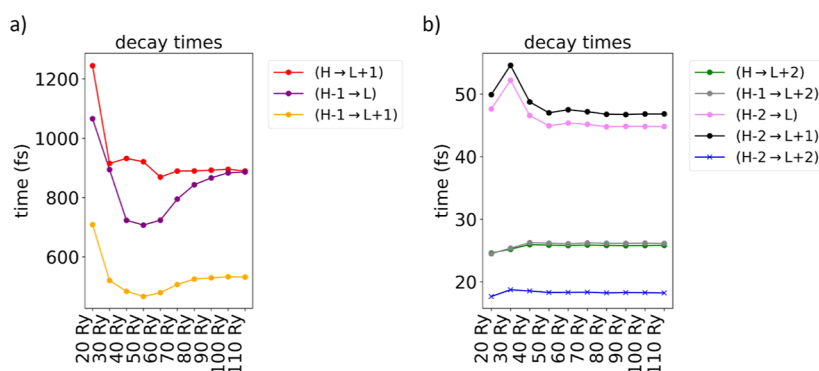 a)
decay times
time (fs)
1200
1000
800
600
20 Ry
30 Ry
40 Ry
50 Ry
60 Ry
70 Ry
80 Ry
90 Ry
100 Ry
110 Ry
(H → L+1)
(H-1 → L)
(H-1 → L+1)
b)
decay times
time (fs)
50
40
30
20
20 Ry
30 Ry
40 Ry
50 Ry
60 Ry
70 Ry
80 Ry
90 Ry
100 Ry
110 Ry
(H → L+2)
(H-1 → L+2)
(H-2 → L)
(H-2 → L+1)
(H-2 → L+2)